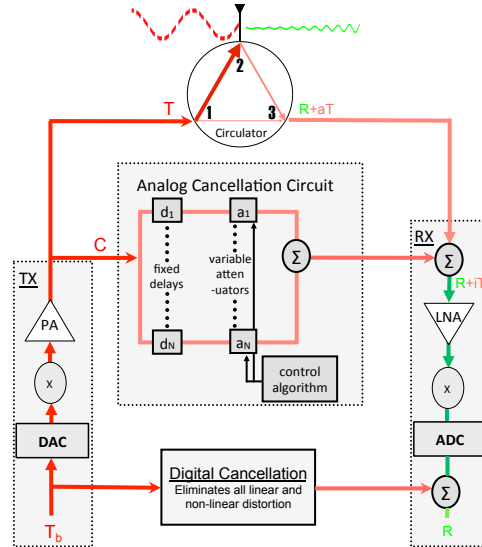 2
T
1
3
Circulator
R+aT
Analog Cancellation Circuit
d1
a1
RX
C
Σ
Σ
fixed
delays
variable
atten
-uators
TX
R+iT
PA
LNA
dN
aN
control
algorithm
X
X
DAC
ADC
Digital Cancellation
Eliminates all linear and
non-linear distortion
Σ
Tb
R